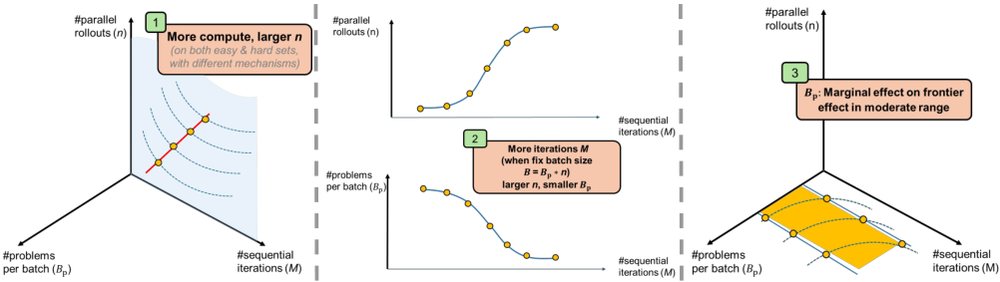 #parallel
rollouts (n)
1
More compute, larger n
(on both easy & hard sets,
with different mechanisms)
#problems
per batch (Bp)
#sequential
iterations (M)
#parallel
rollouts (n)
#sequential
iterations (M)
2
More iterations M
(when fix batch size
B = Bp * n)
larger n, smaller Bp
#problems
per batch (Bp)
#sequential
iterations (M)
#parallel
rollouts (n)
3
Bp: Marginal effect on frontier
effect in moderate range
#problems
per batch (Bp)
#sequential
iterations (M)